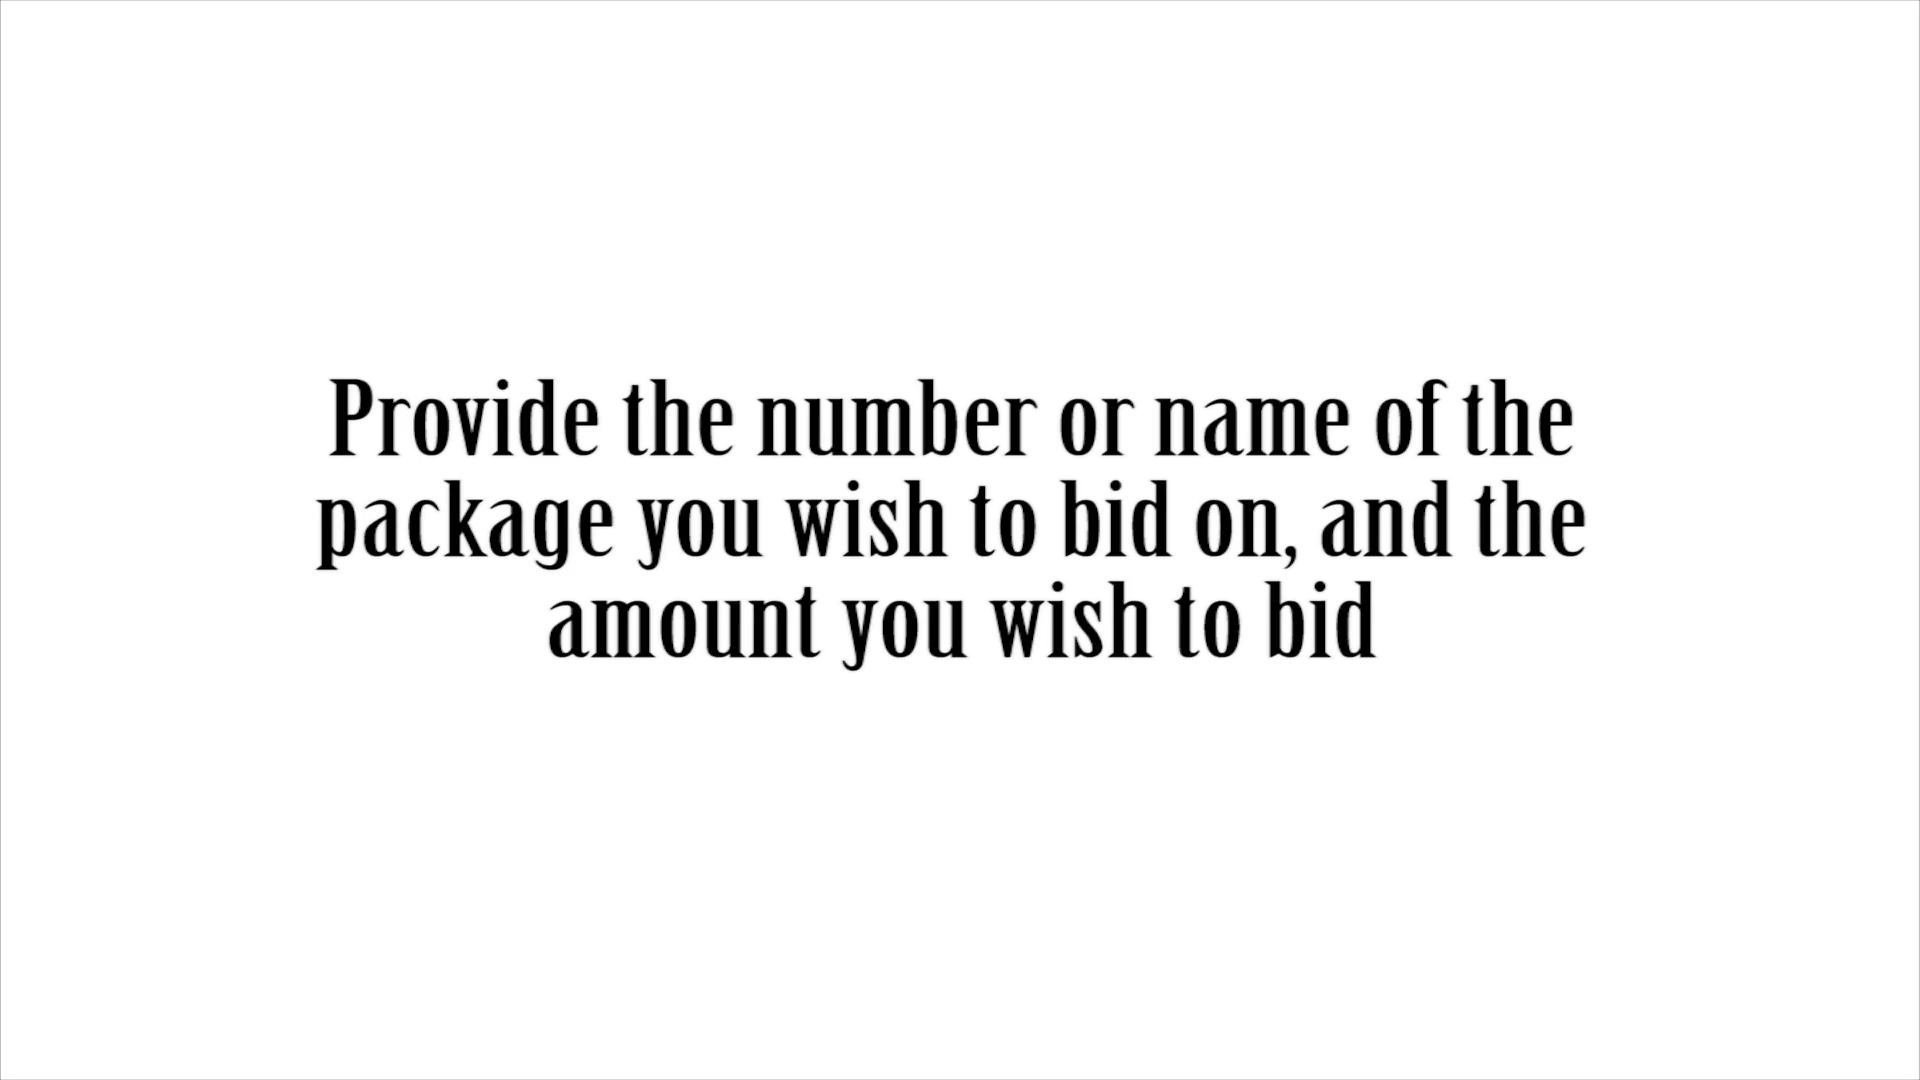 Provide the number or name of the
package you wish to bid on, and the
amount you wish to bid